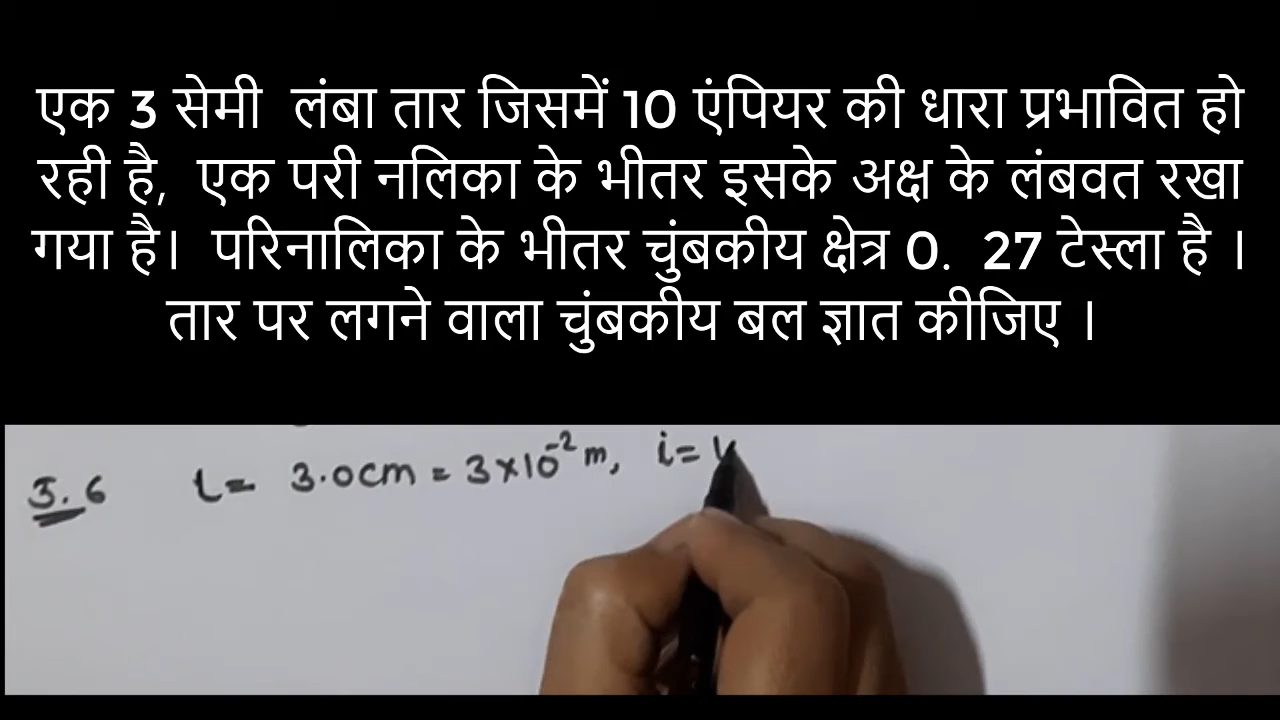 एक 3 सेमी लंबा तार जिसमें 10 एंपियर की धारा प्रभावित हो
रही है, एक परी नलिका के भीतर इसके अक्ष के लंबवत रखा
गया है। परिनालिका के भीतर चुंबकीय क्षेत्र 0. 27 टेस्ला है ।
तार पर लगने वाला चुंबकीय बल ज्ञात कीजिए ।
5.6 l = 3.0cm = 3×10⁻² m, i =